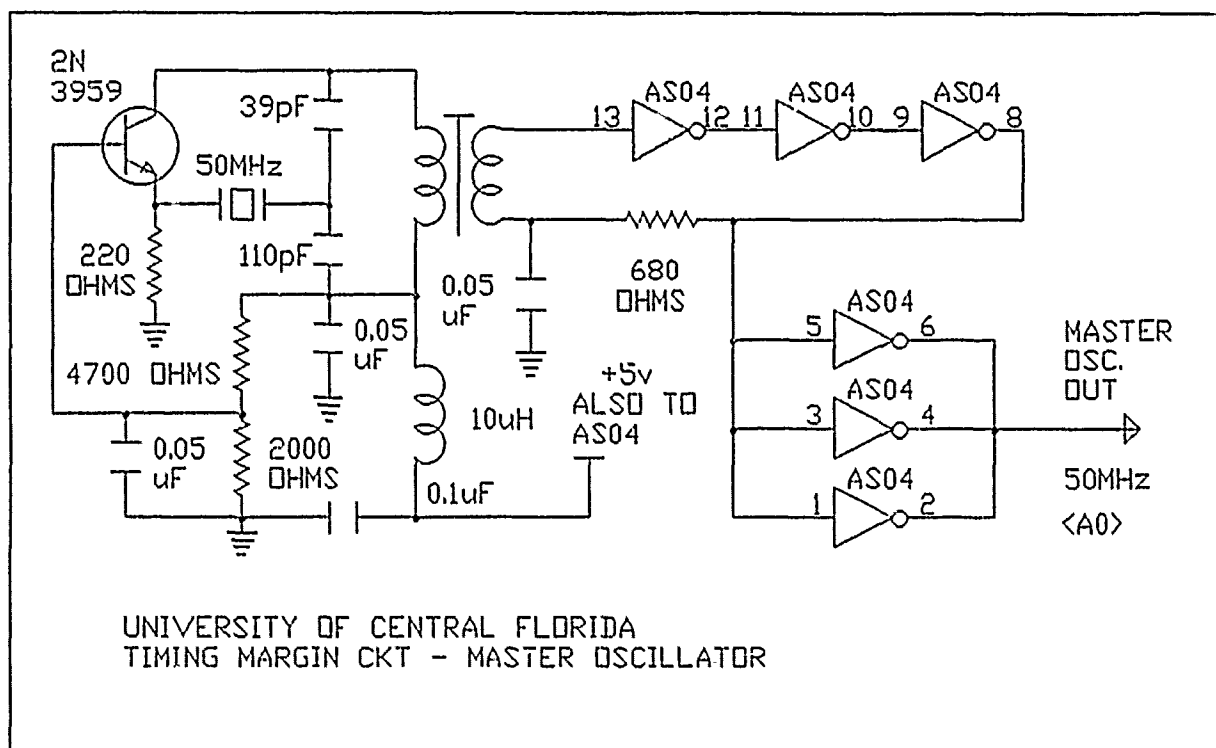 2N
3959
39pF
50MHz
220
OHMS
110pF
4700 OHMS
0.05
uF
2000
OHMS
0.05
uF
10uH
0.1uF
0.05
uF
680
OHMS
+5v
ALSO TO
AS04
13 AS04 12
11 AS04 10
9 AS04 8
AS04
5 6
AS04
3 4
AS04
1 2
MASTER
OSC.
OUT
50MHz
<A0>
UNIVERSITY OF CENTRAL FLORIDA
TIMING MARGIN CKT - MASTER OSCILLATOR